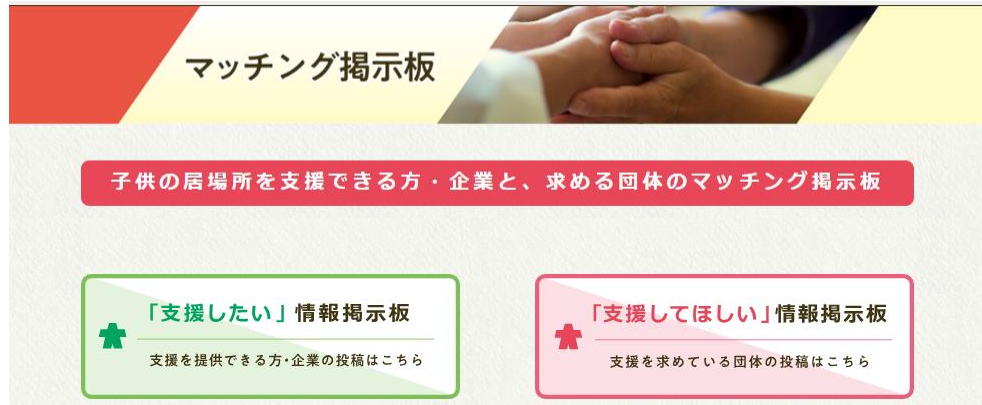 マッチング掲示板
子供の居場所を支援できる方・企業と、求める団体のマッチング掲示板
「支援したい」情報掲示板
支援を提供できる方・企業の投稿はこちら
「支援してほしい」情報掲示板
支援を求めている団体の投稿はこちら